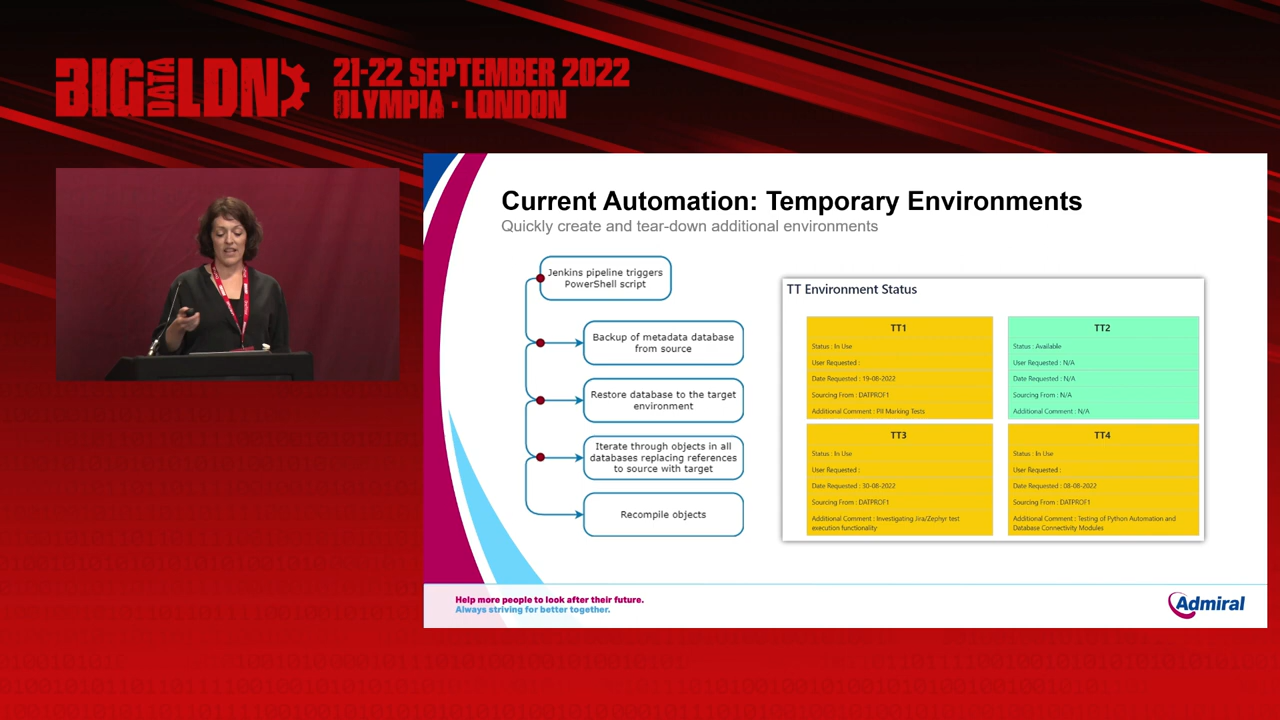 BIG DATA LDN
21-22 SEPTEMBER 2022
OLYMPIA · LONDON
Current Automation: Temporary Environments
Quickly create and tear-down additional environments
Jenkins pipeline triggers
PowerShell script
Backup of metadata database
from source
Restore database to the target
environment
Iterate through objects in all
databases replacing references
to source with target
Recompile objects
TT Environment Status
TT1
Status : In Use
User Requested :
Date Requested : 19-08-2022
Sourcing From : DATPROF1
Additional Comment : PII Marking Tests
TT2
Status : Available
User Requested : N/A
Date Requested : N/A
Sourcing From : N/A
Additional Comment : N/A
TT3
Status : In Use
User Requested :
Date Requested : 30-08-2022
Sourcing From : DATPROF1
Additional Comment : Investigating Jira/Zephyr test
execution functionality
TT4
Status : In Use
User Requested :
Date Requested : 08-08-2022
Sourcing From : DATPROF1
Additional Comment : Testing of Python Automation and
Database Connectivity Modules
Help more people to look after their future.
Always striving for better together.
Admiral